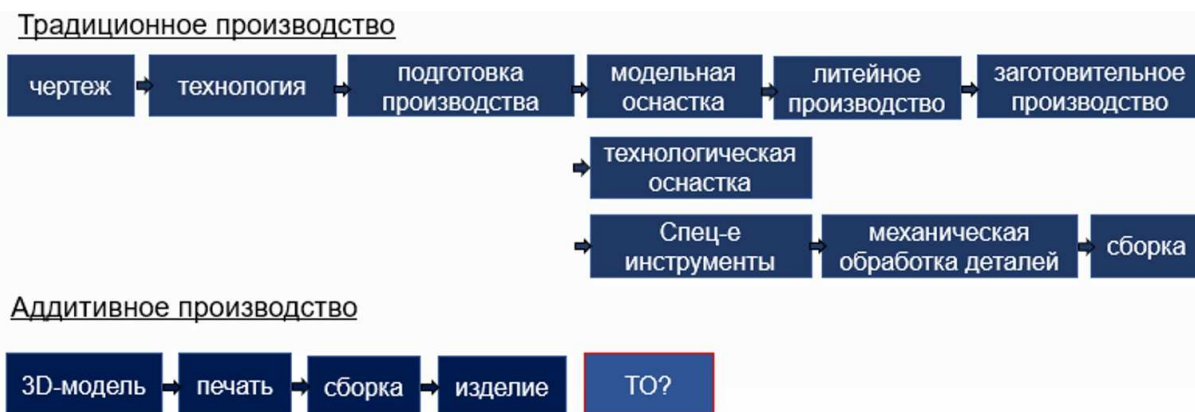 Традиционное производство
чертеж
технология
подготовка
производства
модельная
оснастка
литейное
производство
заготовительное
производство
технологическая
оснастка
Спец-е
инструменты
механическая
обработка деталей
сборка
Аддитивное производство
3D-модель
печать
сборка
изделие
ТО?